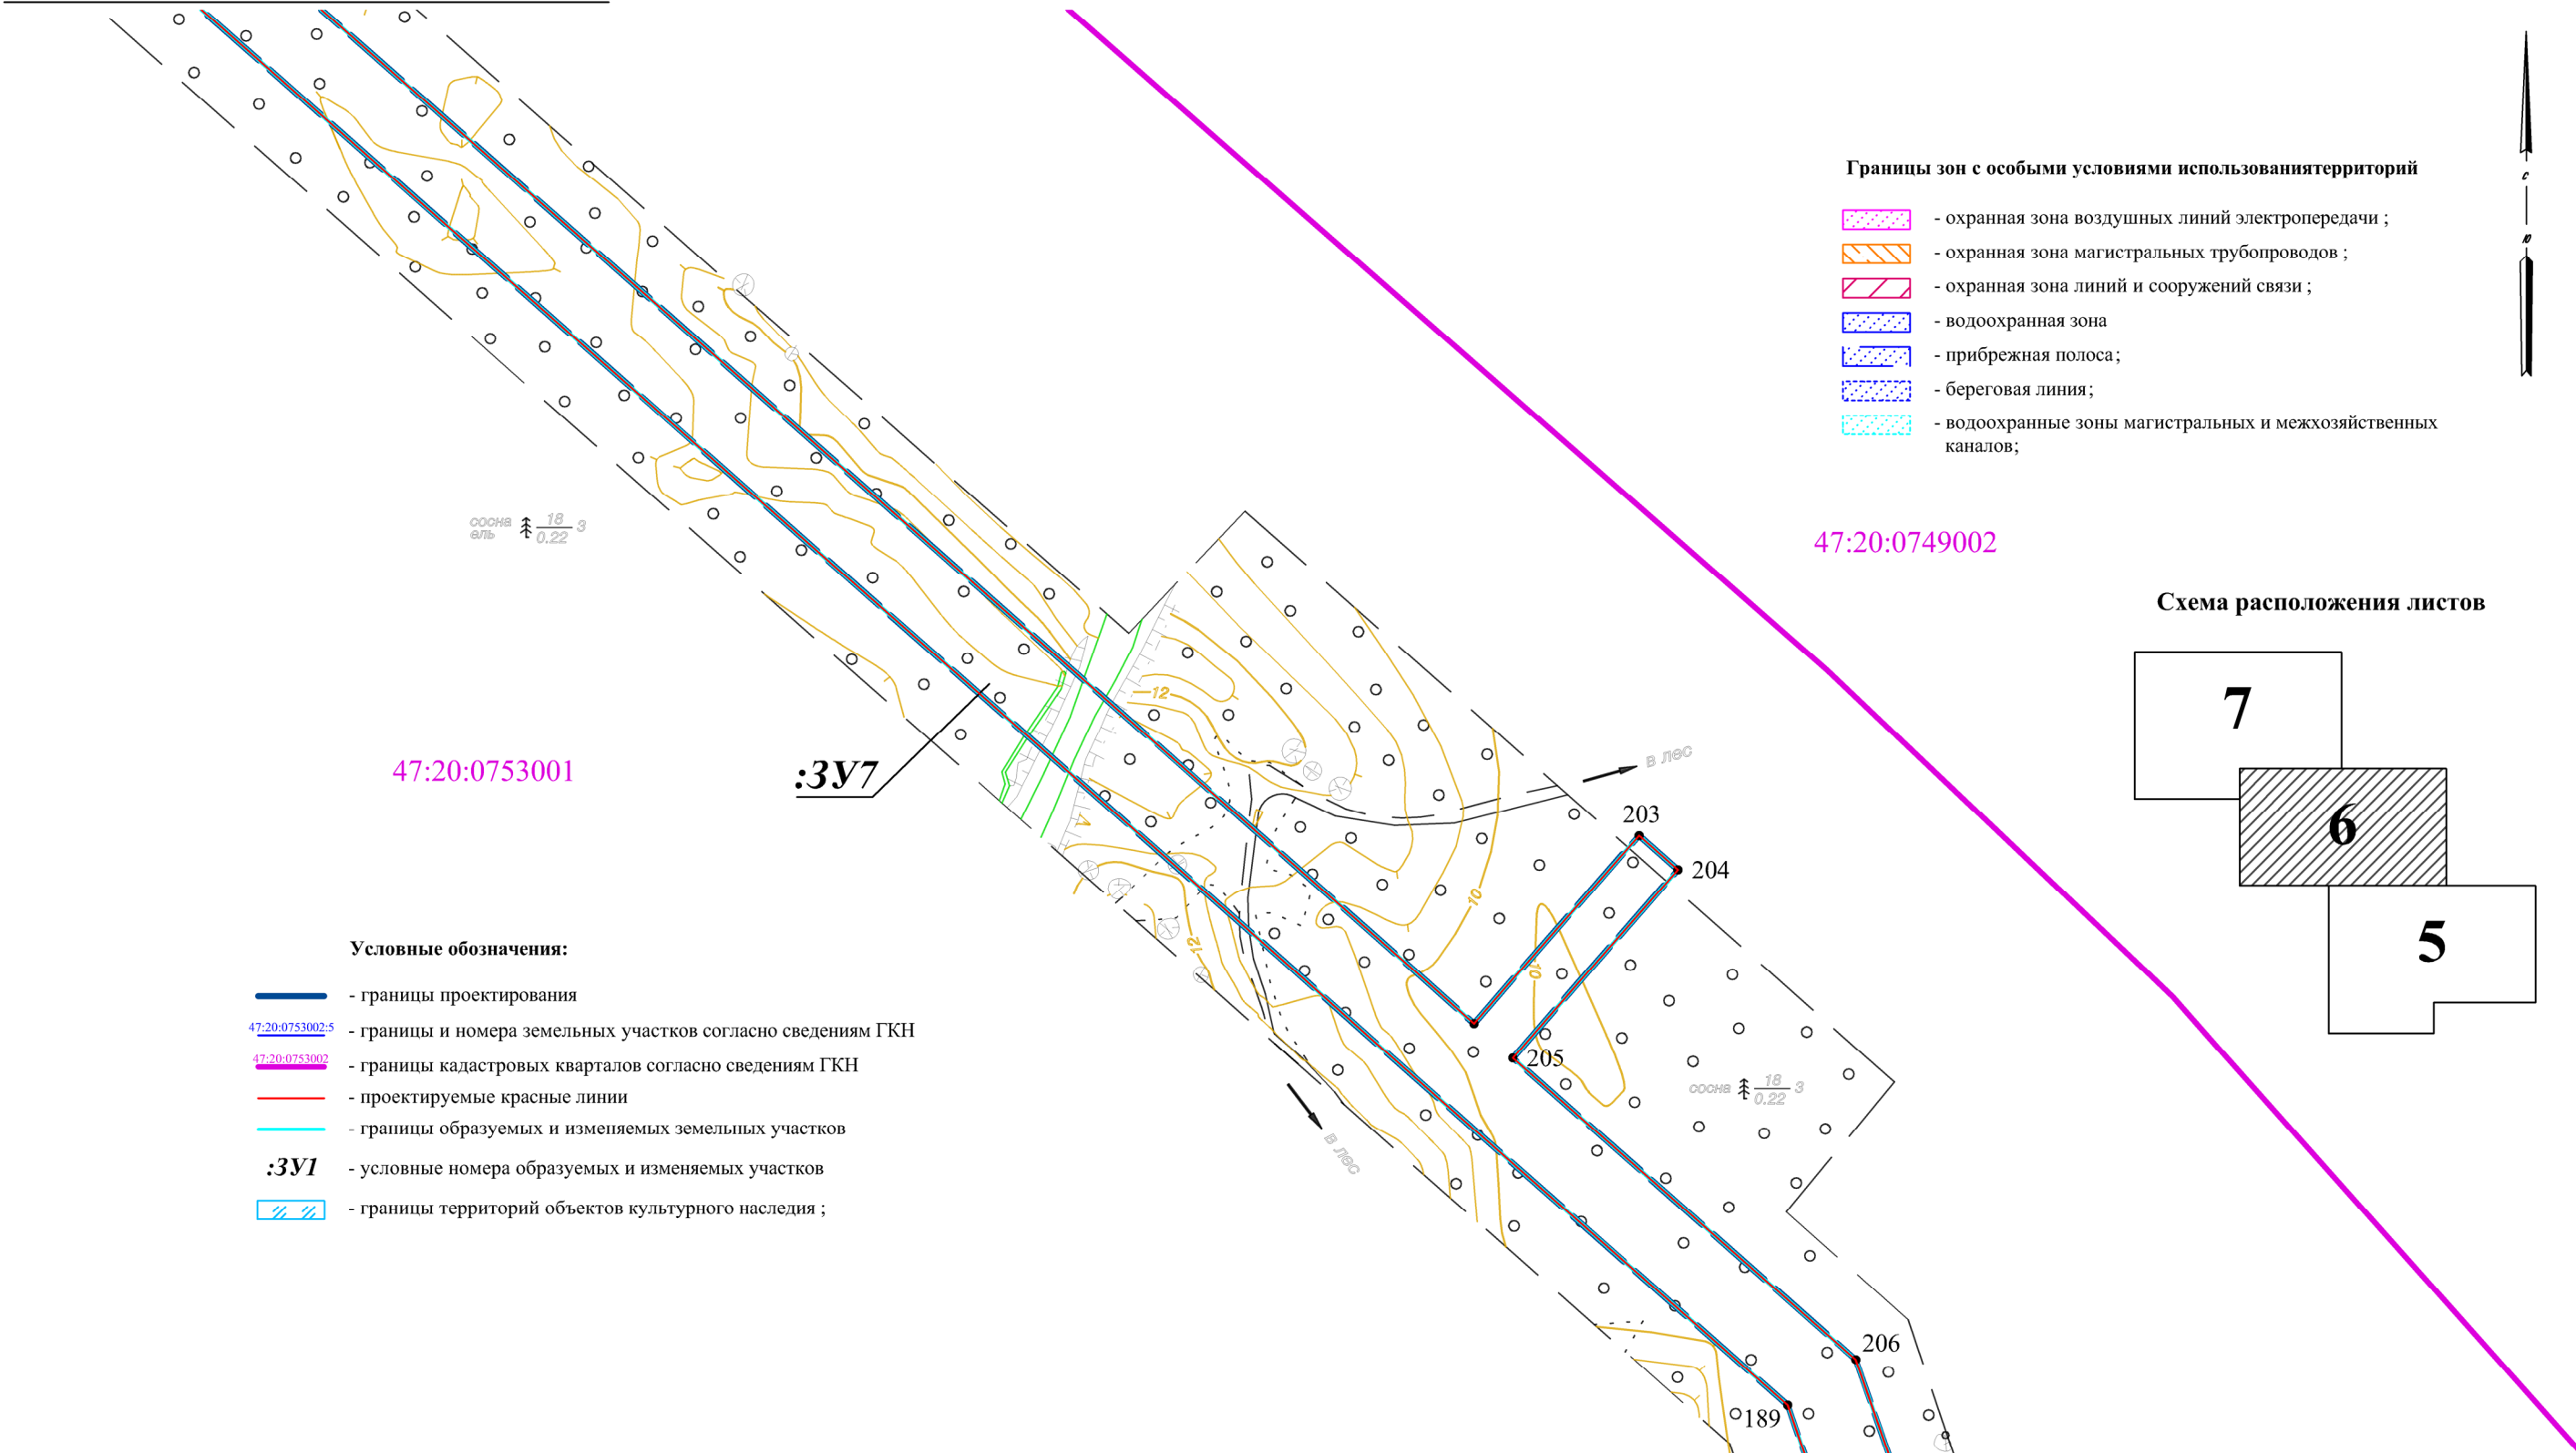 Границы зон с особыми условиями использованиятерриторий
- охранная зона воздушных линий электропередачи ;
- охранная зона магистральных трубопроводов ;
- охранная зона линий и сооружений связи ;
- водоохранная зона
- прибрежная полоса;
- береговая линия;
- водоохранные зоны магистральных и межхозяйственных
каналов;
С
Ю
47:20:0749002
Схема расположения листов
7
6
5
сосна
ель
18
0.22
3
12
47:20:0753001
:ЗУ7
в лес
203
204
10
12
10
205
сосна
18
0.22
3
в лес
206
189
Условные обозначения:
- границы проектирования
47:20:0753002:5
- границы и номера земельных участков согласно сведениям ГКН
47:20:0753002
- границы кадастровых кварталов согласно сведениям ГКН
- проектируемые красные линии
- границы образуемых и изменяемых земельных участков
:ЗУ1
- условные номера образуемых и изменяемых участков
- границы территорий объектов культурного наследия ;